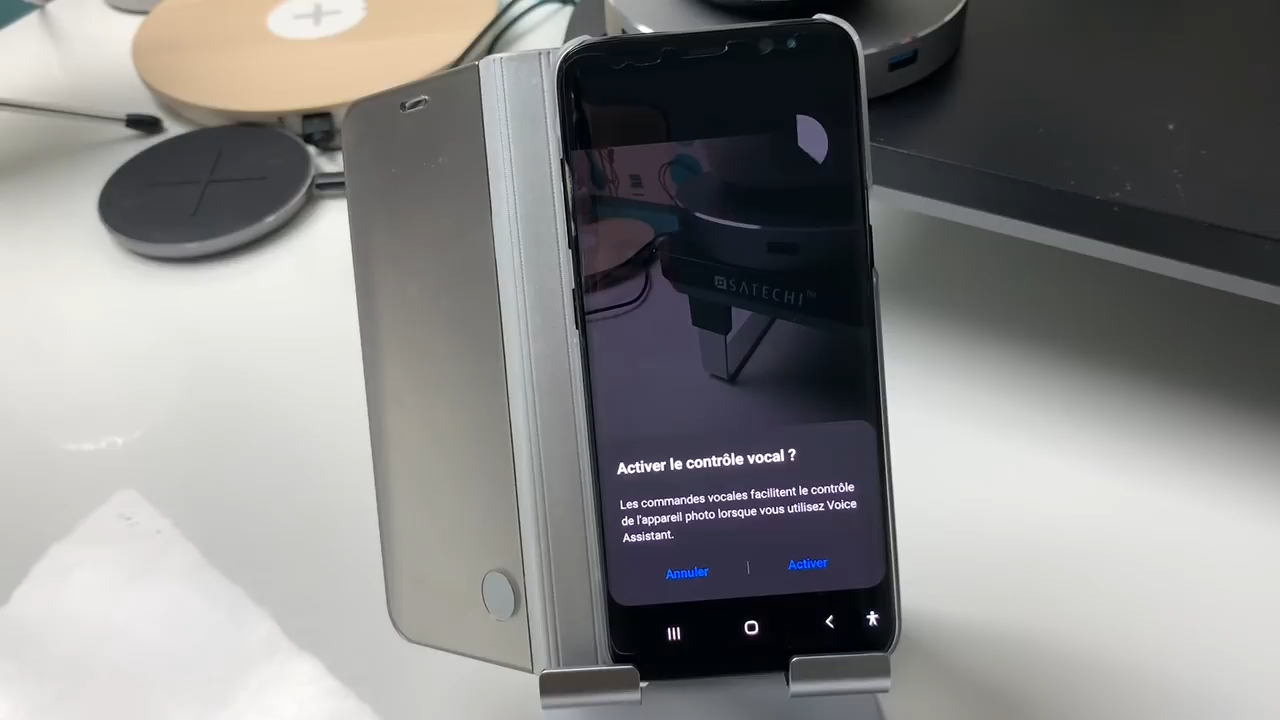 SATECHI™
Activer le contrôle vocal ?
Les commandes vocales facilitent le contrôle
de l'appareil photo lorsque vous utilisez Voice
Assistant.
Annuler | Activer